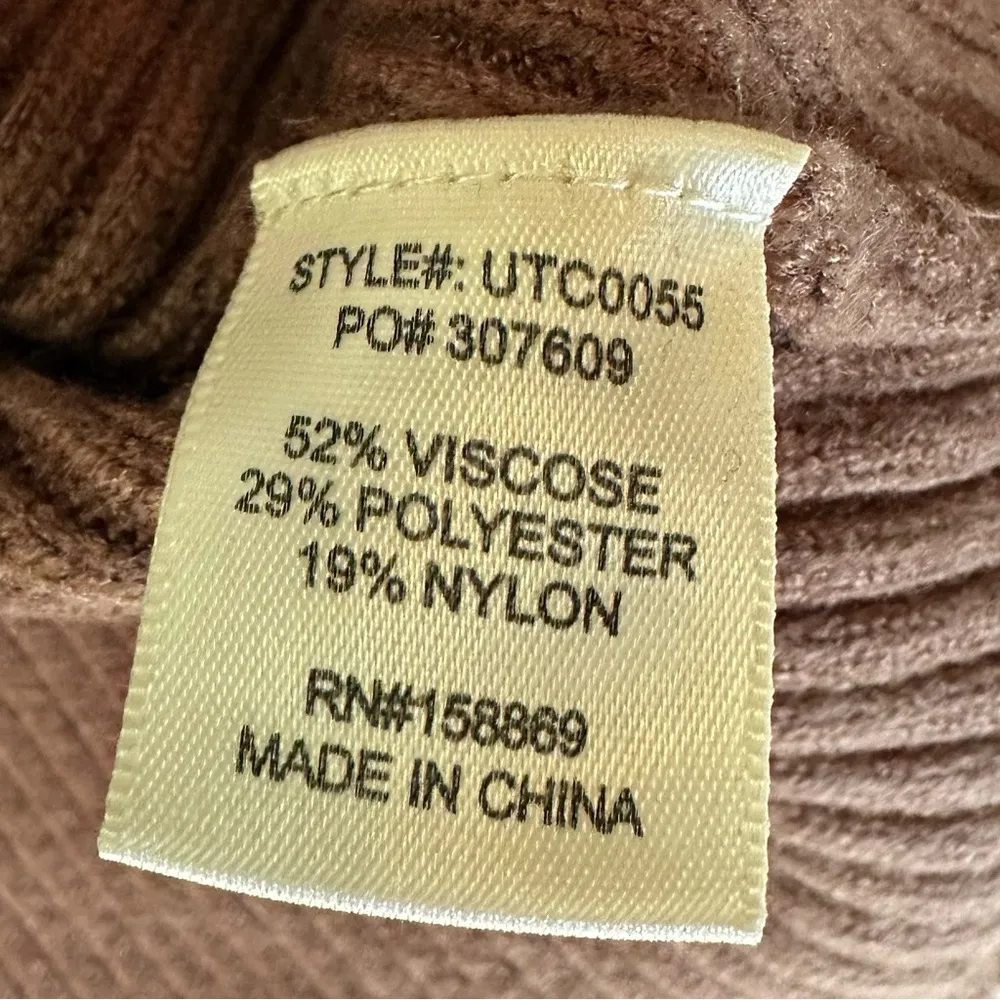 STYLE#: UTC0055
PO# 307609
52% VISCOSE
29% POLYESTER
19% NYLON
RN#158869
MADE IN CHINA